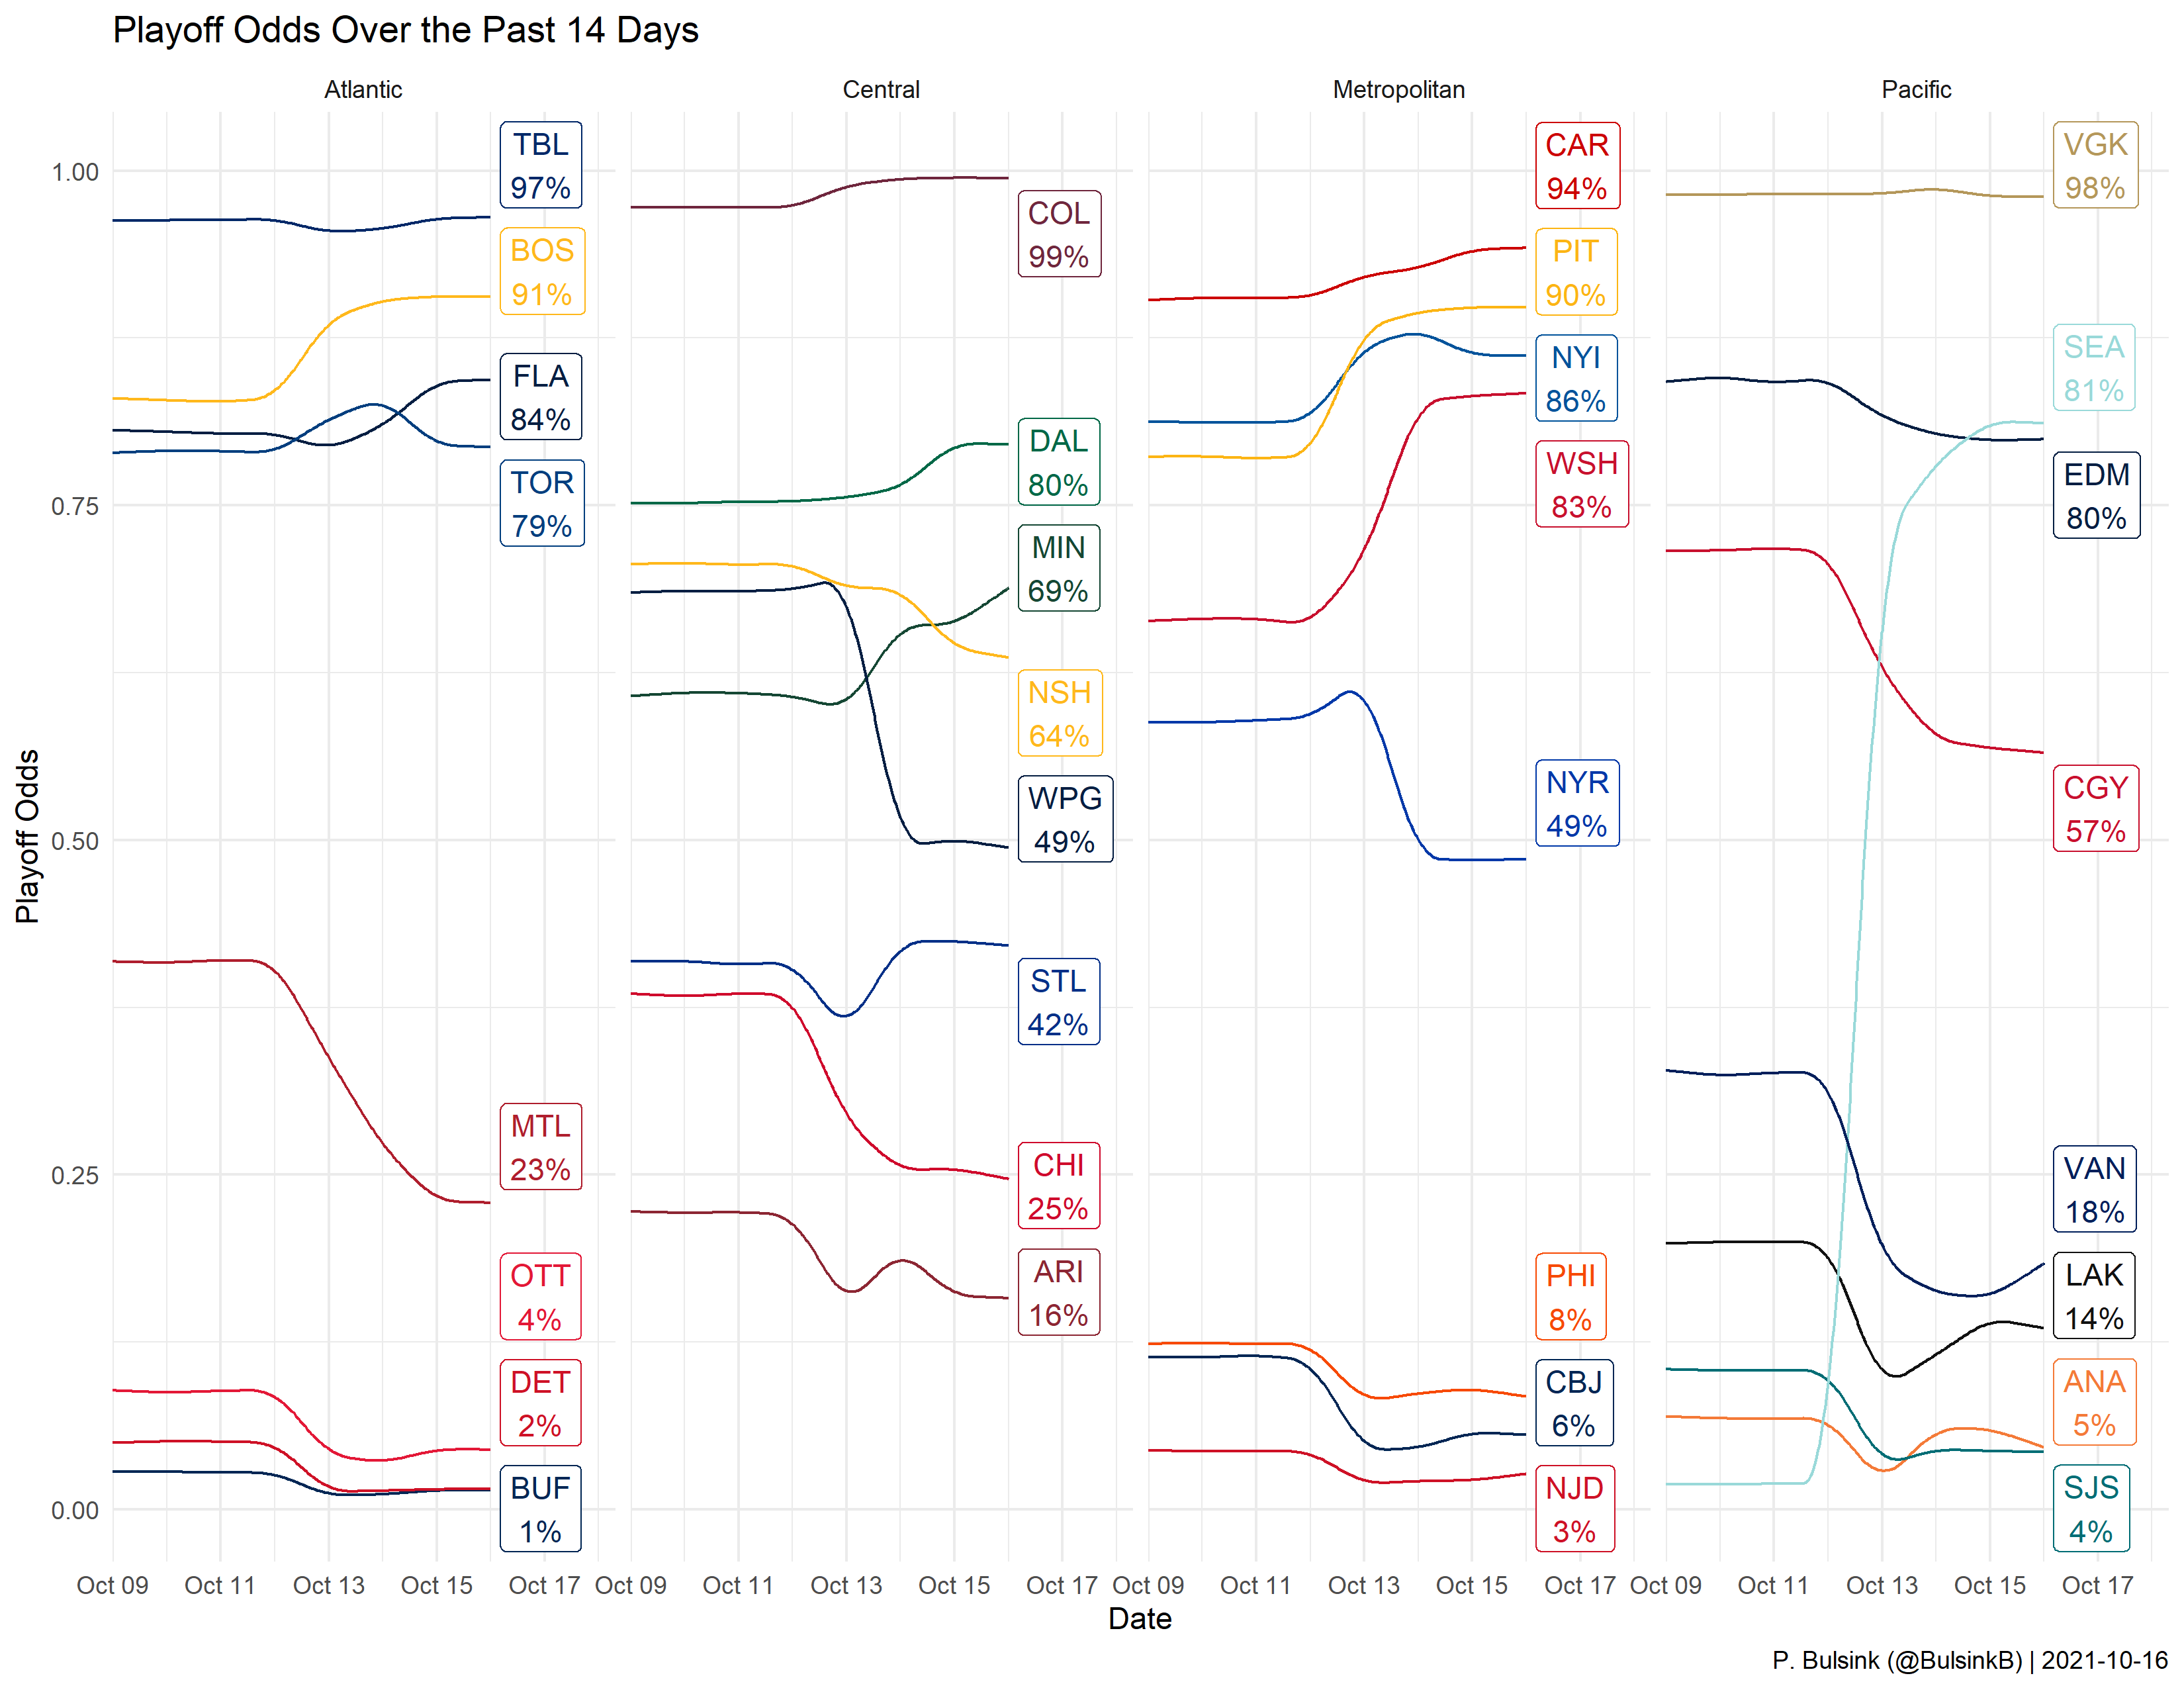 Playoff Odds Over the Past 14 Days
Atlantic
Central
Metropolitan
Pacific
Playoff Odds
1.00
0.75
0.50
0.25
0.00
TBL
97%
BOS
91%
FLA
84%
TOR
79%
MTL
23%
OTT
4%
DET
2%
BUF
1%
COL
99%
DAL
80%
MIN
69%
NSH
64%
WPG
49%
STL
42%
CHI
25%
ARI
16%
CAR
94%
PIT
90%
NYI
86%
WSH
83%
NYR
49%
PHI
8%
CBJ
6%
NJD
3%
VGK
98%
SEA
81%
EDM
80%
CGY
57%
VAN
18%
LAK
14%
ANA
5%
SJS
4%
Oct 09 Oct 11 Oct 13 Oct 15 Oct 17 Oct 09 Oct 11 Oct 13 Oct 15 Oct 17 Oct 09 Oct 11 Oct 13 Oct 15 Oct 17 Oct 09 Oct 11 Oct 13 Oct 15 Oct 17
Date
P. Bulsink (@BulsinkB) | 2021-10-16